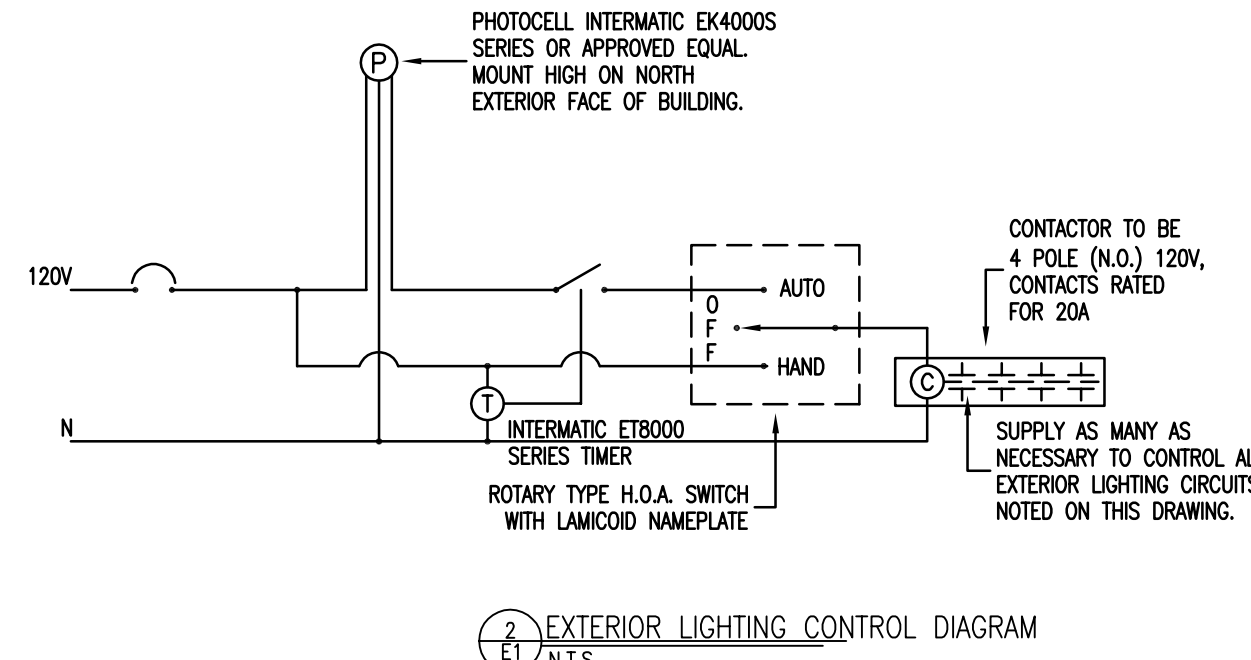 PHOTOCELL INTERMATIC EK4000S
SERIES OR APPROVED EQUAL.
MOUNT HIGH ON NORTH
EXTERIOR FACE OF BUILDING.
P
120V
AUTO
OFF
HAND
CONTACTOR TO BE
4 POLE (N.O.) 120V,
CONTACTS RATED
FOR 20A
C
T
N
INTERMATIC ET8000
SERIES TIMER
ROTARY TYPE H.O.A. SWITCH
WITH LAMICOID NAMEPLATE
SUPPLY AS MANY AS
NECESSARY TO CONTROL AL
EXTERIOR LIGHTING CIRCUITS
NOTED ON THIS DRAWING.
2
E1
EXTERIOR LIGHTING CONTROL DIAGRAM
N.T.S.